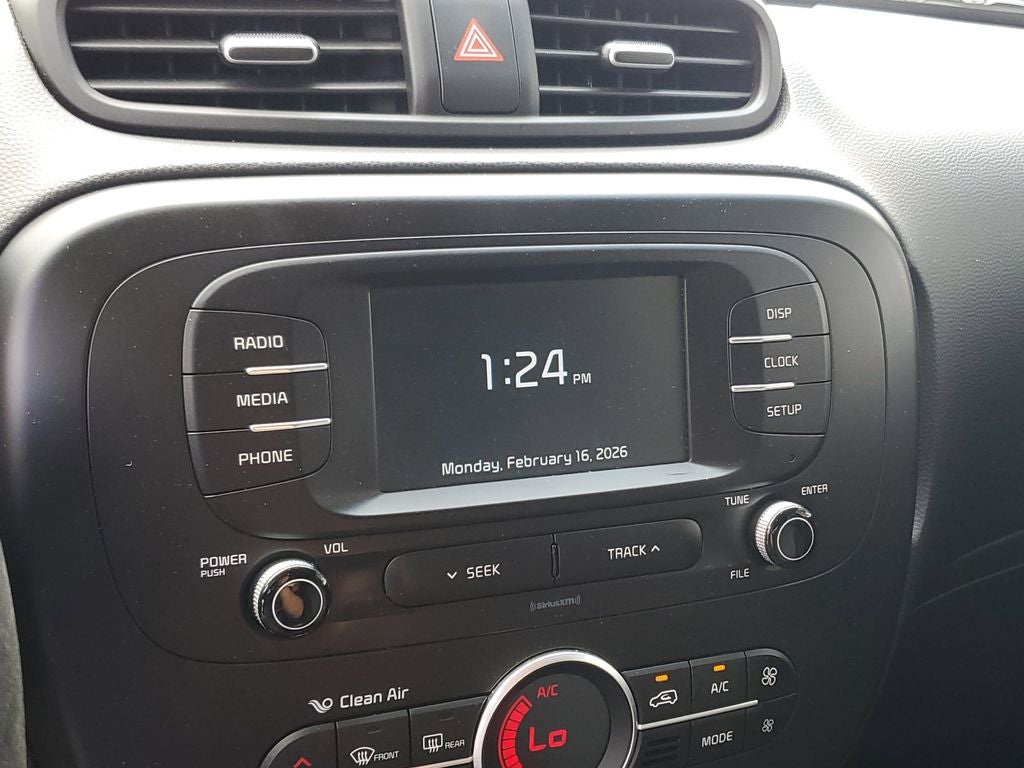 1:24 PM
Monday, February 16, 2026
RADIO
MEDIA
PHONE
DISP
CLOCK
SETUP
POWER
PUSH
VOL
SEEK
TRACK
TUNE
ENTER
FILE
((SiriusXM))
Clean Air
FRONT
REAR
A/C
Lo
A/C
MODE